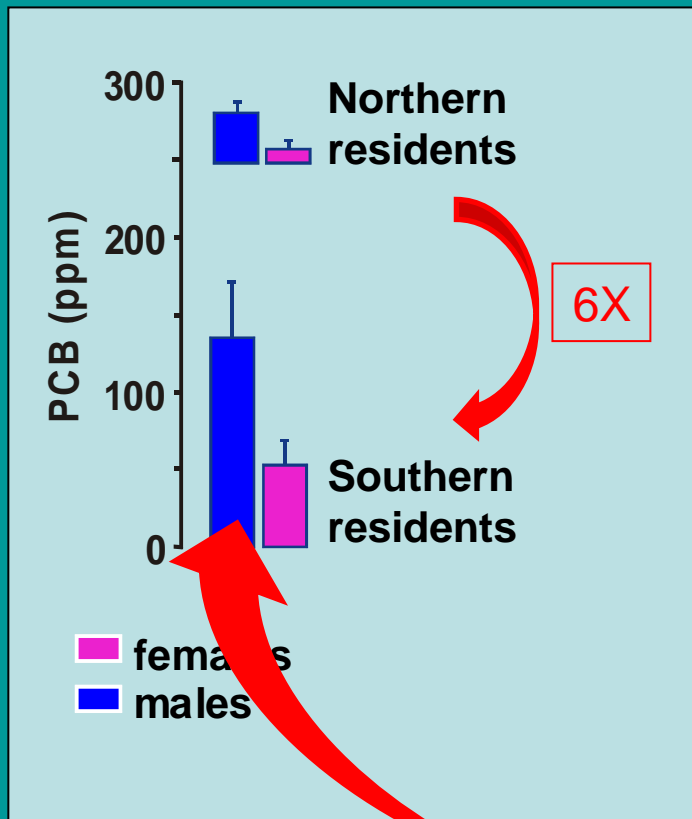 300
200
100
0
PCB (ppm)
Northern
residents
6X
Southern
residents
males